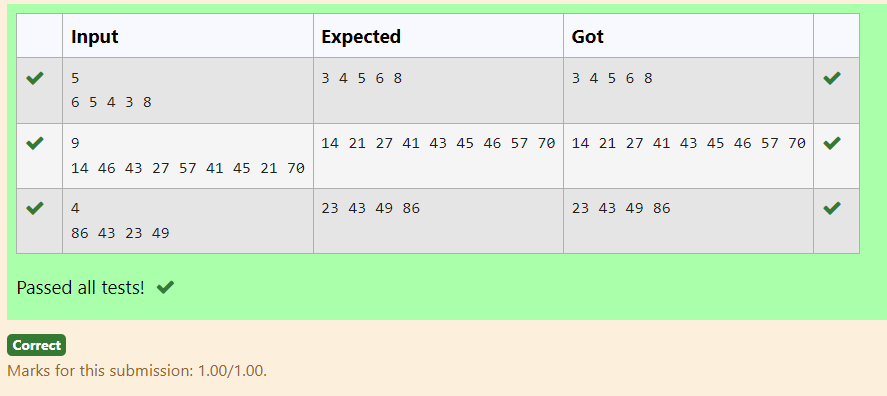 Input Expected Got
5 3 4 5 6 8 3 4 5 6 8
6 5 4 3 8
9 14 21 27 41 43 45 46 57 70 14 21 27 41 43 45 46 57 70
14 46 43 27 57 41 45 21 70
4 23 43 49 86 23 43 49 86
86 43 23 49
Passed all tests!
Correct
Marks for this submission: 1.00/1.00.